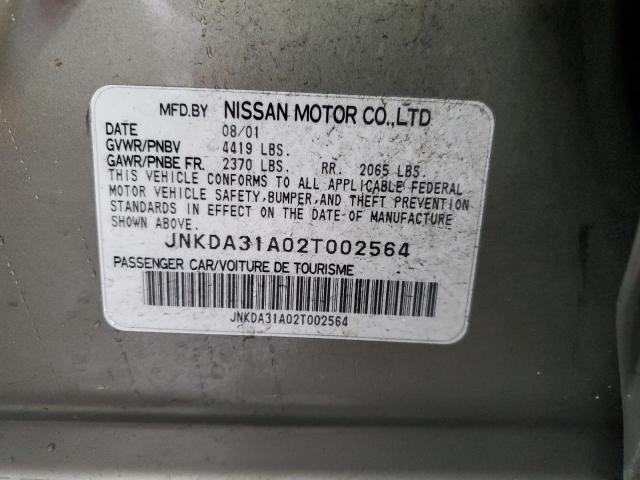 MFD.BY NISSAN MOTOR CO.,LTD
DATE 08/01
GVWR/PNBV 4419 LBS.
GAWR/PNBE FR. 2370 LBS. RR. 2065 LBS.
THIS VEHICLE CONFORMS TO ALL APPLICABLE FEDERAL
MOTOR VEHICLE SAFETY, BUMPER, AND THEFT PREVENTION
STANDARDS IN EFFECT ON THE DATE OF MANUFACTURE
SHOWN ABOVE.
JNKDA31A02T002564
PASSENGER CAR/VOITURE DE TOURISME
JNKDA31A02T002564